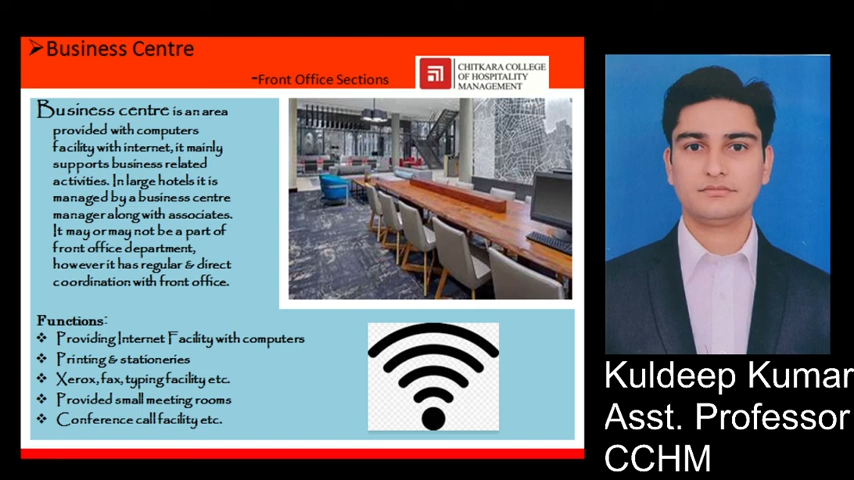 ➢Business Centre
-Front Office Sections
CHITKARA COLLEGE
OF HOSPITALITY
MANAGEMENT
Business centre is an area
provided with computers
facility with internet, it mainly
supports business related
activities. In large hotels it is
managed by a business centre
manager along with associates.
It may or may not be a part of
front office department,
however it has regular & direct
coordination with front office.
Functions:
❖ Providing Internet Facility with computers
❖ Printing & stationeries
❖ Xerox, fax, typing facility etc.
❖ Provided small meeting rooms
❖ Conference call facility etc.
Kuldeep Kumar
Asst. Professor
CCHM